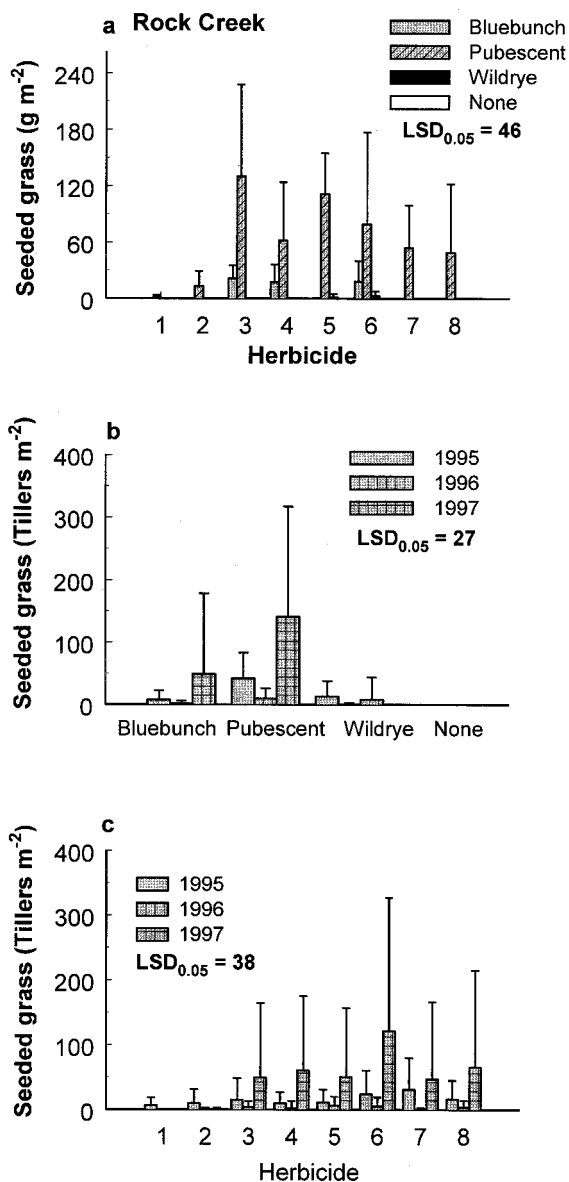 a Rock Creek
Bluebunch
Pubescent
Wildrye
None
LSD0.05 = 46
Seeded grass (g m-2)
240
180
120
60
0
1 2 3 4 5 6 7 8
Herbicide
b
1995
1996
1997
LSD0.05 = 27
Seeded grass (Tillers m-2)
400
300
200
100
0
Bluebunch Pubescent Wildrye None
c
1995
1996
1997
LSD0.05 = 38
Seeded grass (Tillers m-2)
400
300
200
100
0
1 2 3 4 5 6 7 8
Herbicide